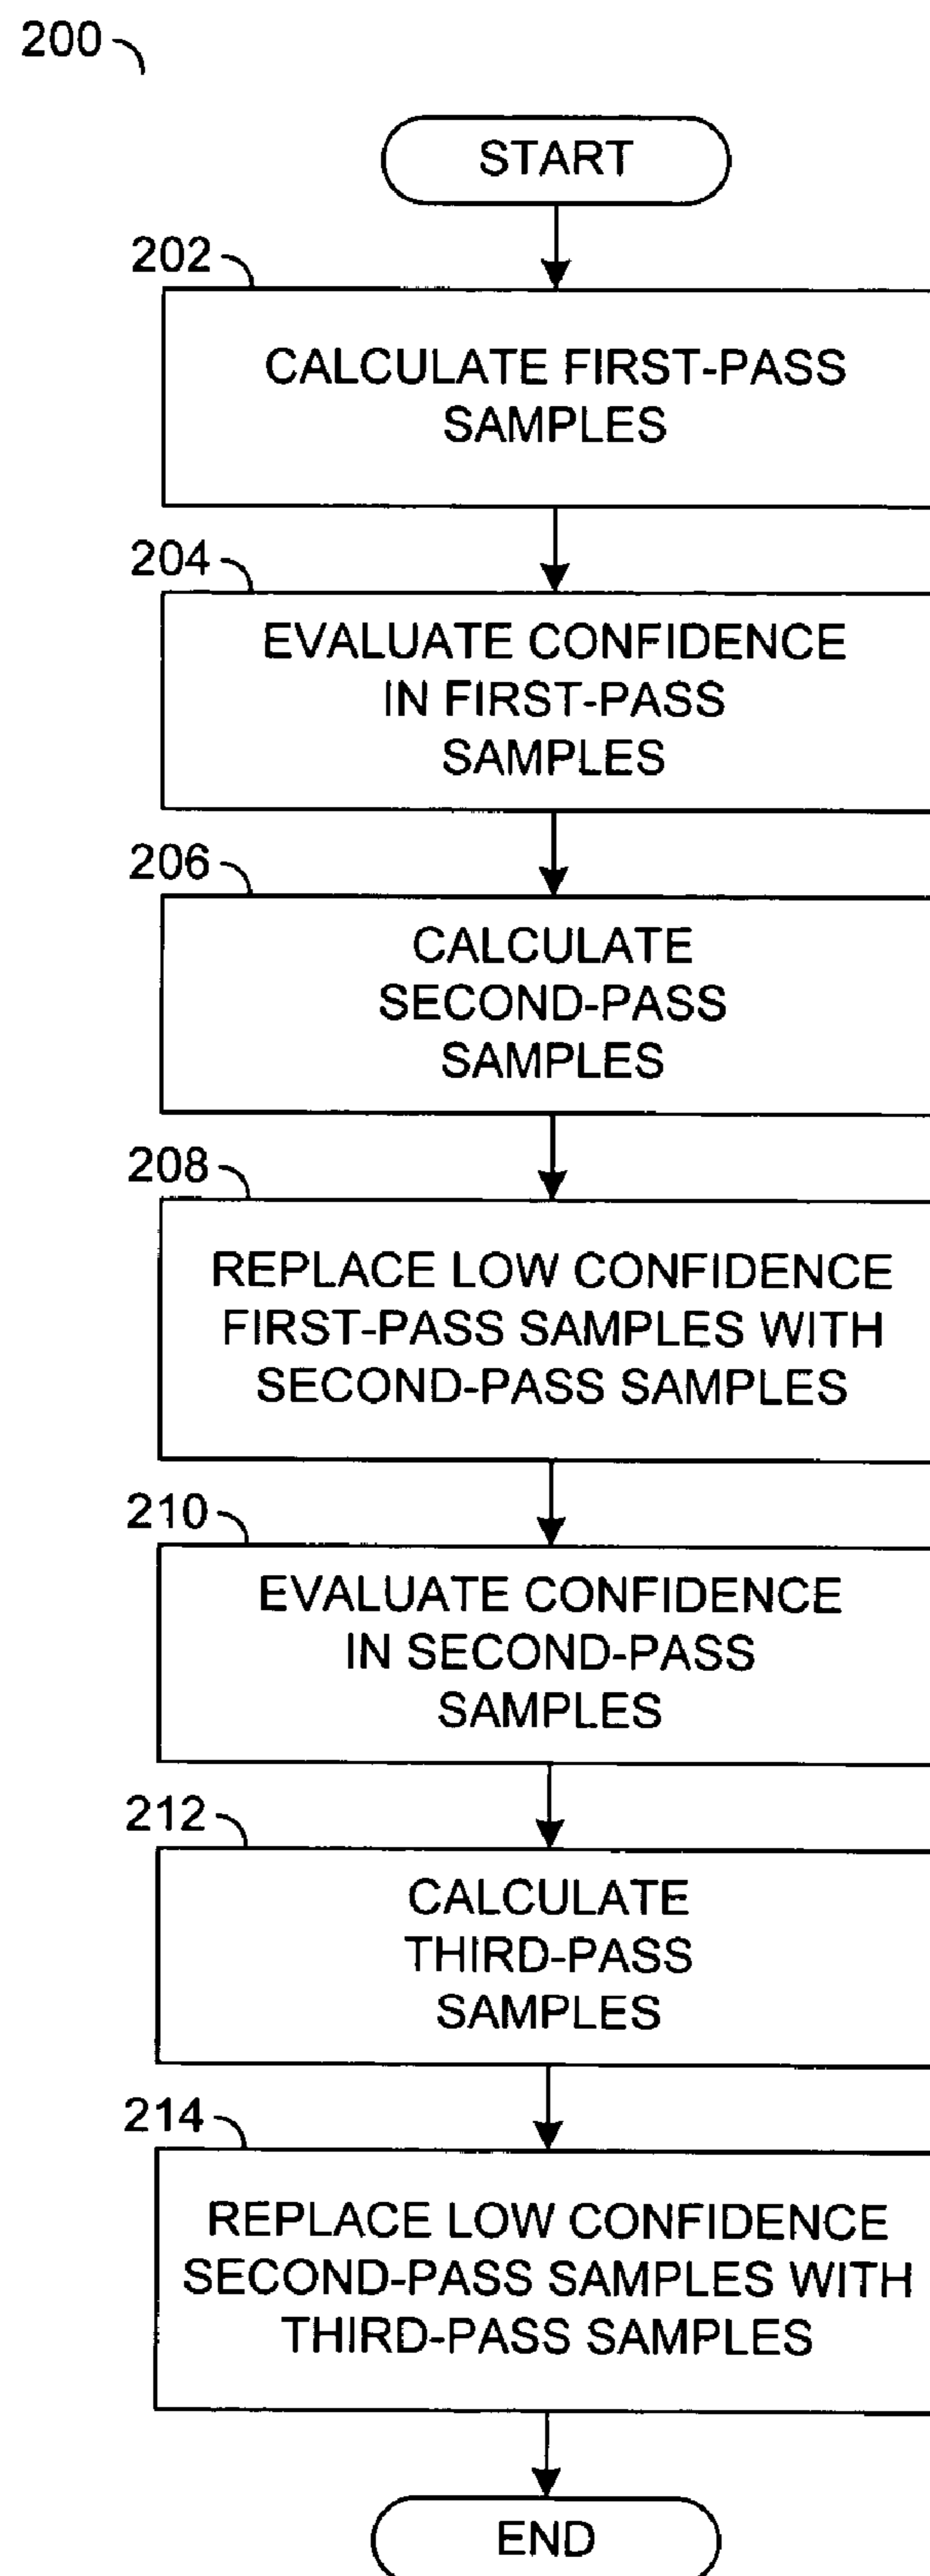 200
START
202
CALCULATE FIRST-PASS
SAMPLES
204
EVALUATE CONFIDENCE
IN FIRST-PASS
SAMPLES
206
CALCULATE
SECOND-PASS
SAMPLES
208
REPLACE LOW CONFIDENCE
FIRST-PASS SAMPLES WITH
SECOND-PASS SAMPLES
210
EVALUATE CONFIDENCE
IN SECOND-PASS
SAMPLES
212
CALCULATE
THIRD-PASS
SAMPLES
214
REPLACE LOW CONFIDENCE
SECOND-PASS SAMPLES WITH
THIRD-PASS SAMPLES
END